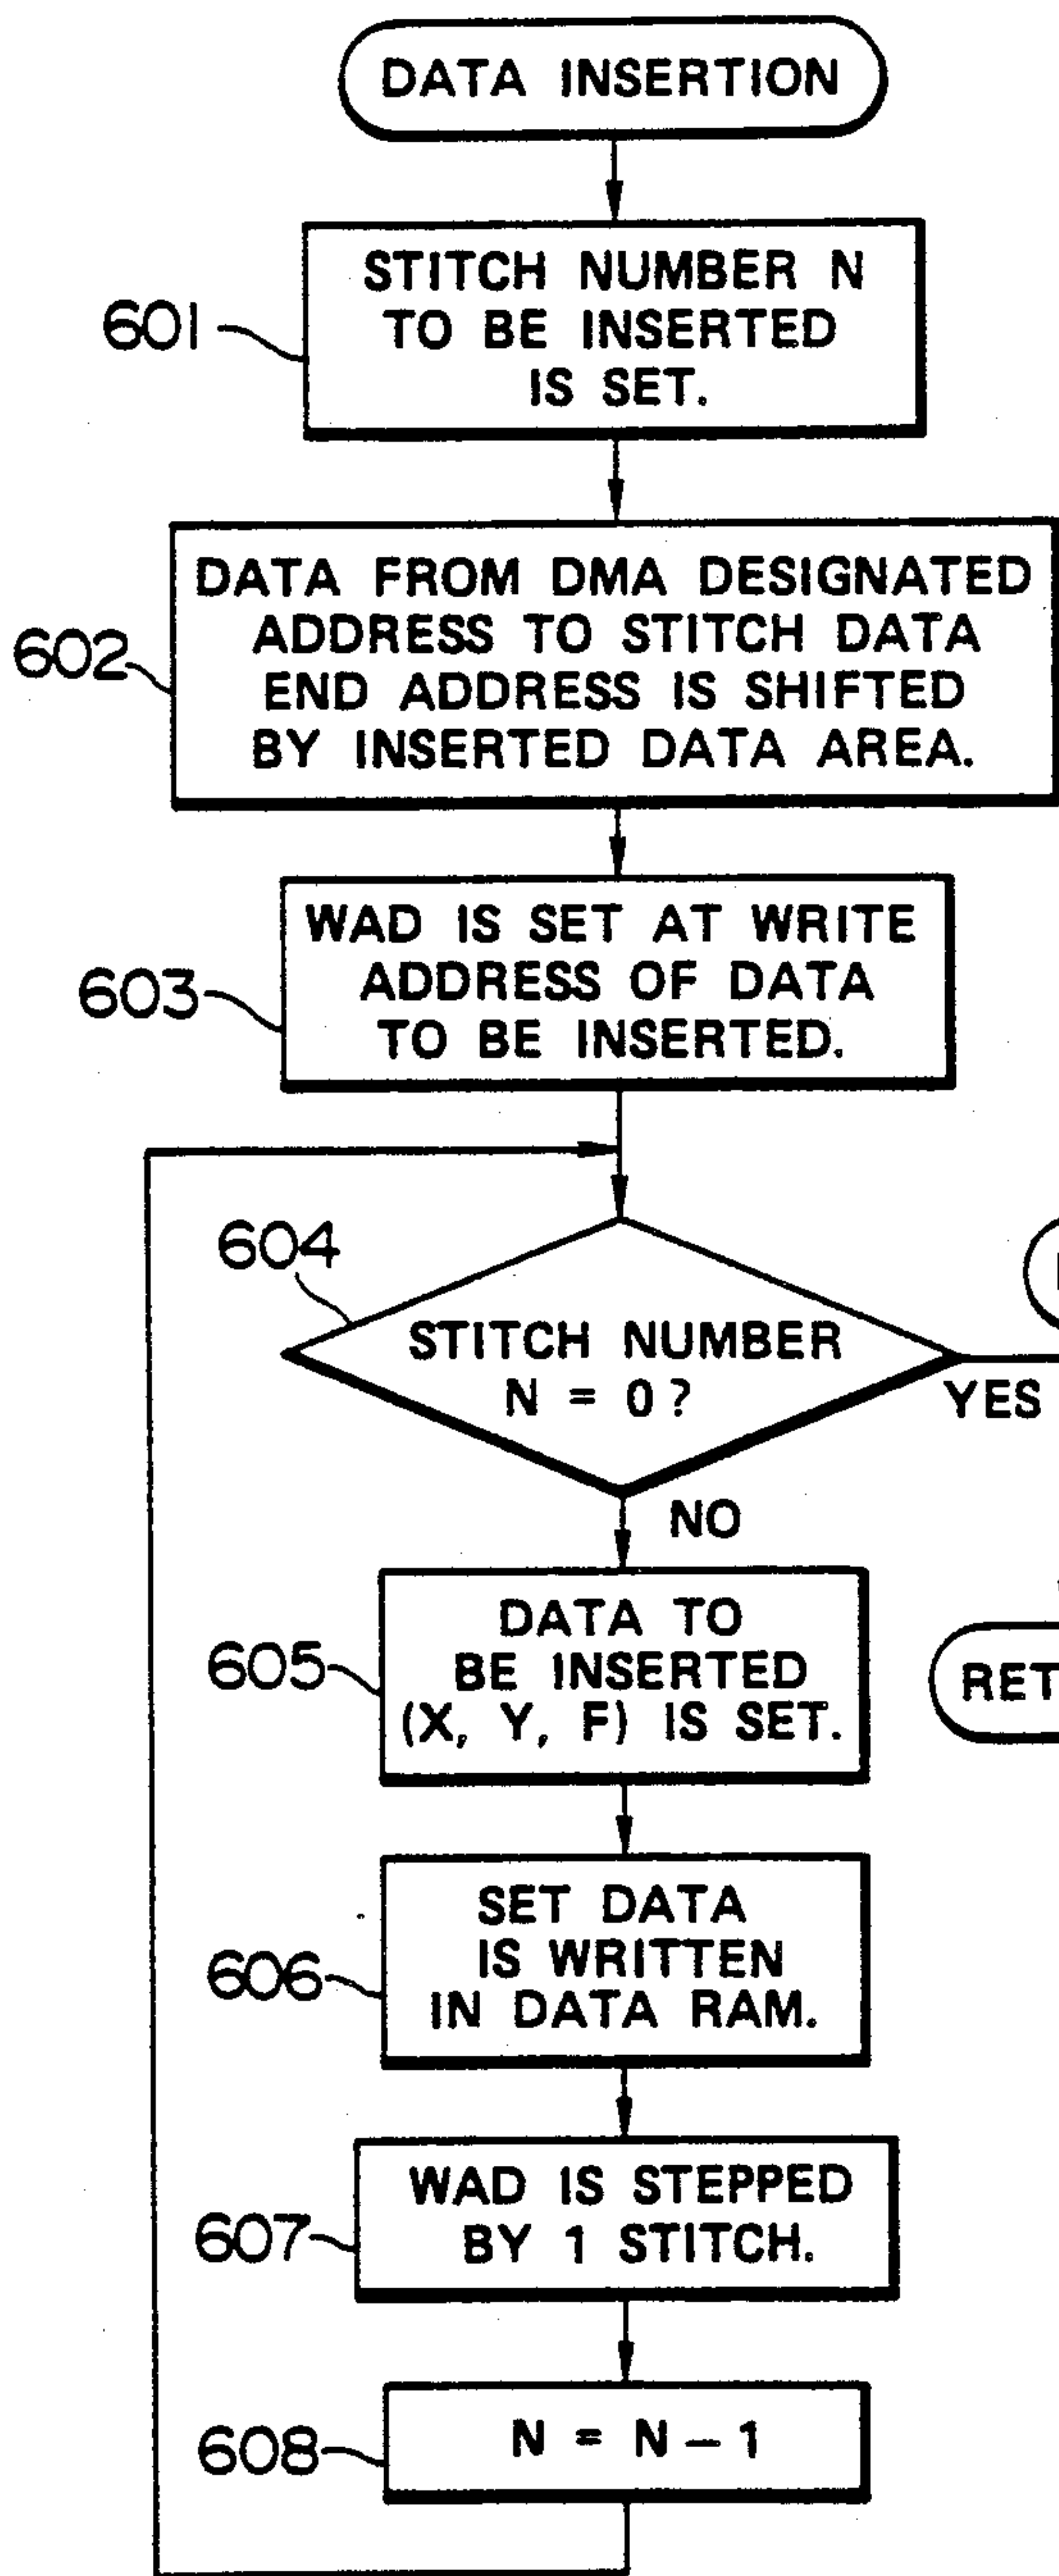 DATA INSERTION
601
STITCH NUMBER N
TO BE INSERTED
IS SET.
602
DATA FROM DMA DESIGNATED
ADDRESS TO STITCH DATA
END ADDRESS IS SHIFTED
BY INSERTED DATA AREA.
603
WAD IS SET AT WRITE
ADDRESS OF DATA
TO BE INSERTED.
604
STITCH NUMBER
N = 0?
YES
NO
605
DATA TO
BE INSERTED
(X, Y, F) IS SET.
RET
606
SET DATA
IS WRITTEN
IN DATA RAM.
607
WAD IS STEPPED
BY 1 STITCH.
608
N = N - 1